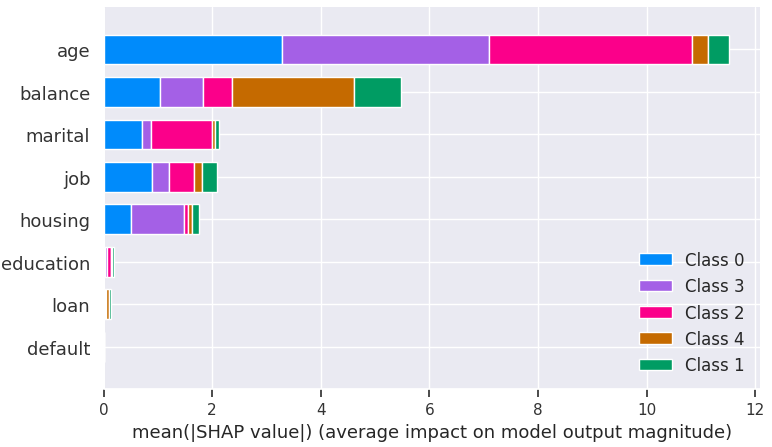 age
balance
marital
job
housing
education
loan
default
Class 0
Class 3
Class 2
Class 4
Class 1
0 2 4 6 8 10 12
mean(|SHAP value|) (average impact on model output magnitude)